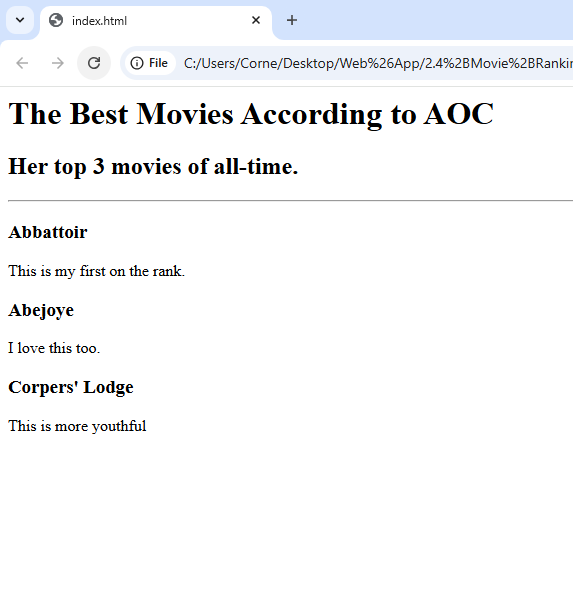 index.html
File C:/Users/Corne/Desktop/Web%26App/2.4%2BMovie%2BRankin
The Best Movies According to AOC
Her top 3 movies of all-time.
Abbattoir
This is my first on the rank.
Abejoye
I love this too.
Corpers' Lodge
This is more youthful